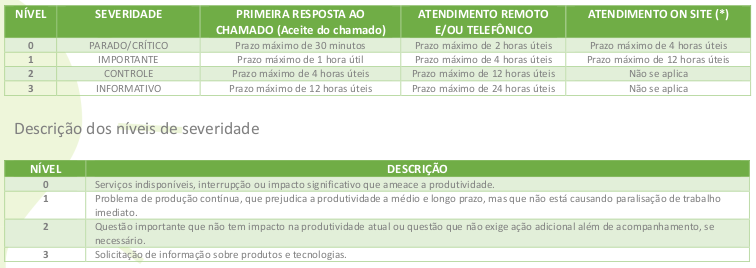 NÍVEL SEVERIDADE PRIMEIRA RESPOSTA AO CHAMADO (Aceite do chamado) ATENDIMENTO REMOTO E/OU TELEFÔNICO ATENDIMENTO ON SITE (*)
0 PARADO/CRÍTICO Prazo máximo de 30 minutos Prazo máximo de 2 horas úteis Prazo máximo de 4 horas úteis
1 IMPORTANTE Prazo máximo de 1 hora útil Prazo máximo de 4 horas úteis Prazo máximo de 12 horas úteis
2 CONTROLE Prazo máximo de 4 horas úteis Prazo máximo de 12 horas úteis Não se aplica
3 INFORMATIVO Prazo máximo de 12 horas úteis Prazo máximo de 24 horas úteis Não se aplica
Descrição dos níveis de severidade
NÍVEL DESCRIÇÃO
0 Serviços indisponíveis, interrupção ou impacto significativo que ameace a produtividade.
1 Problema de produção contínua, que prejudica a produtividade a médio e longo prazo, mas que não está causando paralisação de trabalho
imediato.
2 Questão importante que não tem impacto na produtividade atual ou questão que não exige ação adicional além de acompanhamento, se
necessário.
3 Solicitação de informação sobre produtos e tecnologias.